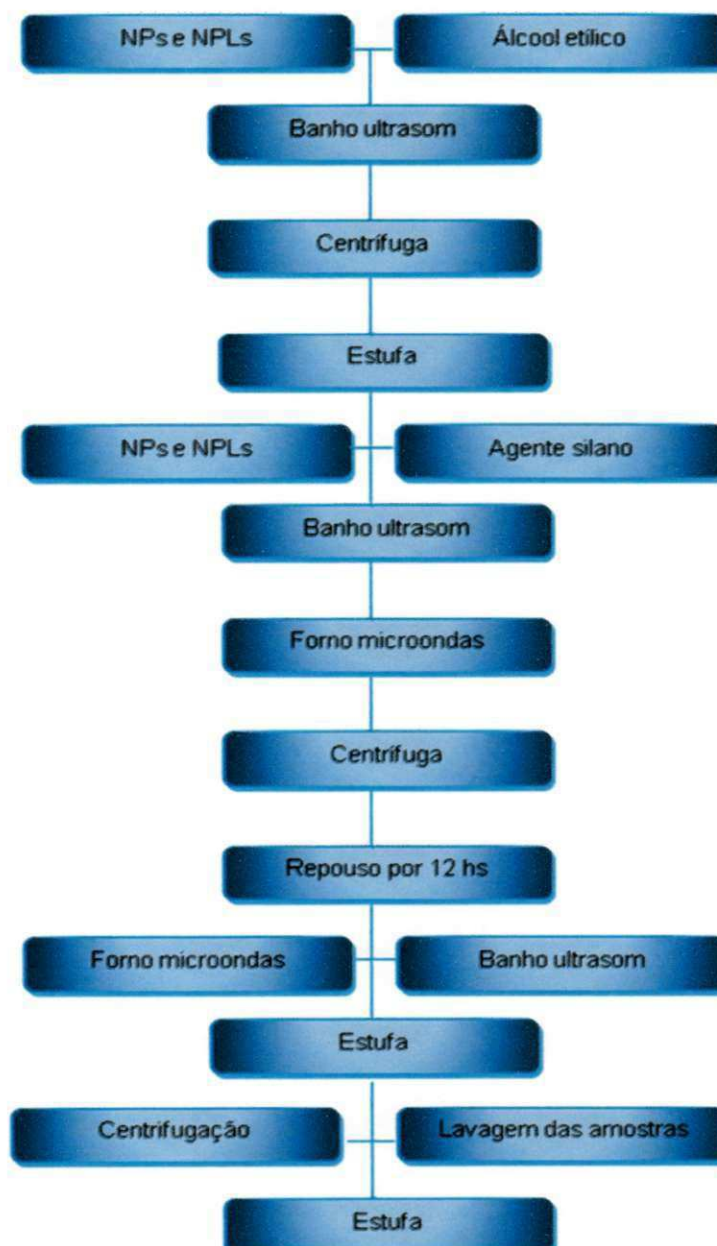 NPs e NPLs
Álcool etílico
Banho ultrasom
Centrífuga
Estufa
NPs e NPLs
Agente silano
Banho ultrasom
Forno microondas
Centrífuga
Repouso por 12 hs
Forno microondas
Banho ultrasom
Estufa
Centrifugação
Lavagem das amostras
Estufa